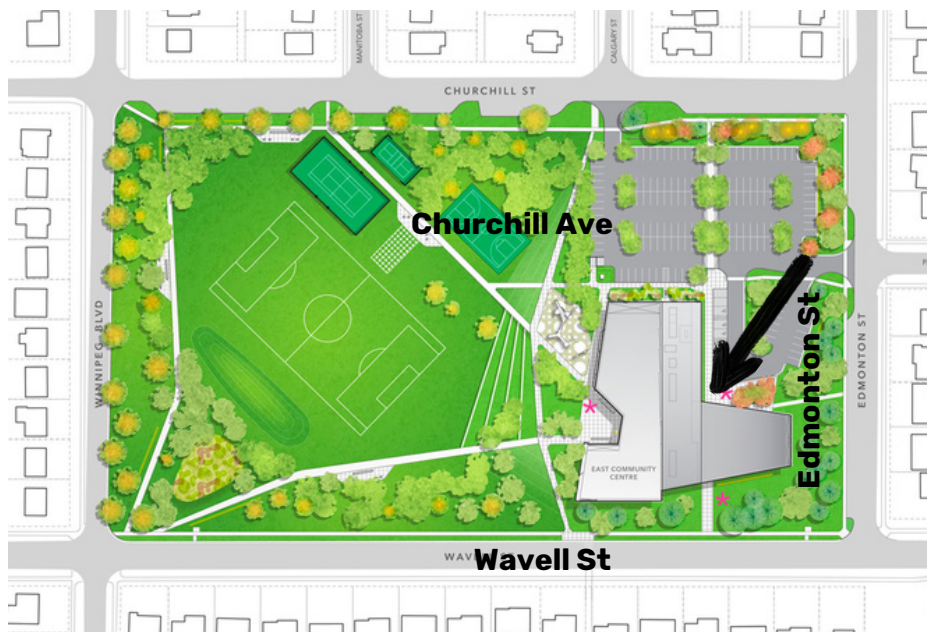 MANITOBA ST
CALGARY ST
CHURCHILL ST
Churchill Ave
WINNIPEG BLVD
Edmonton St
EDMONTON ST
EAST COMMUNITY
CENTRE
Wavell St